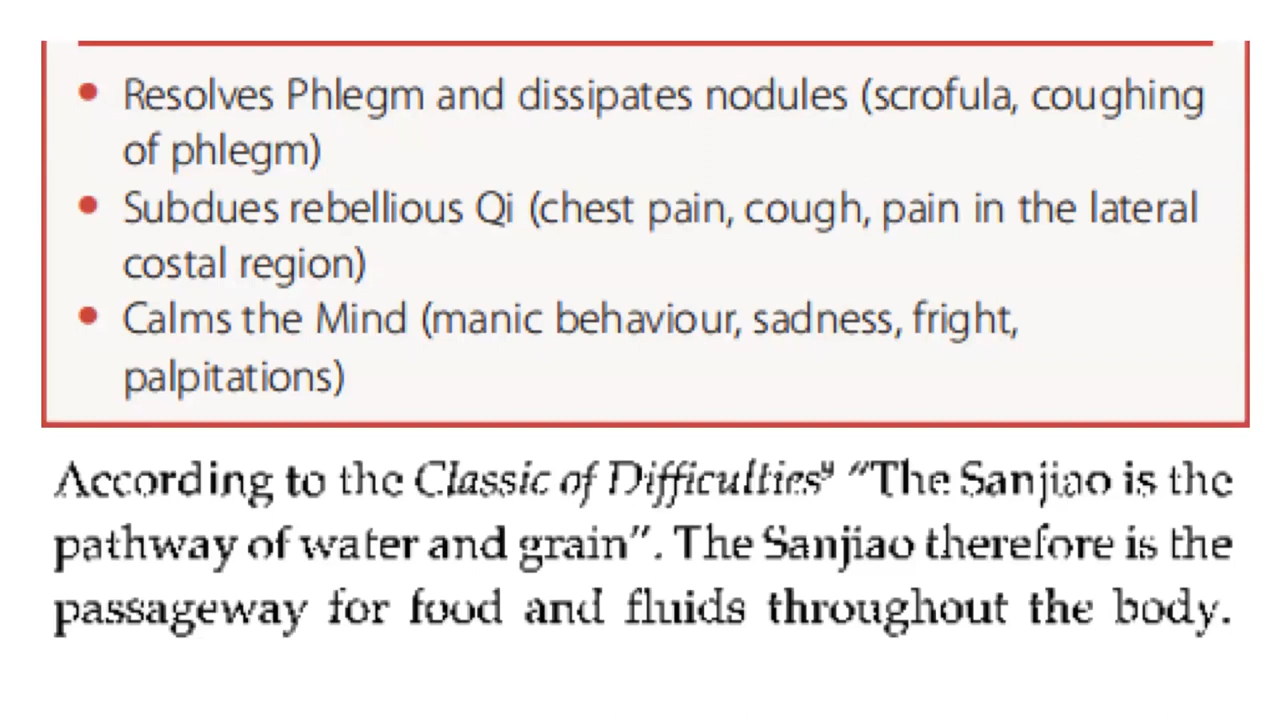 • Resolves Phlegm and dissipates nodules (scrofula, coughing
of phlegm)
• Subdues rebellious Qi (chest pain, cough, pain in the lateral
costal region)
• Calms the Mind (manic behaviour, sadness, fright,
palpitations)
According to the Classic of Difficulties⁹ "The Sanjiao is the
pathway of water and grain". The Sanjiao therefore is the
passageway for food and fluids throughout the body.